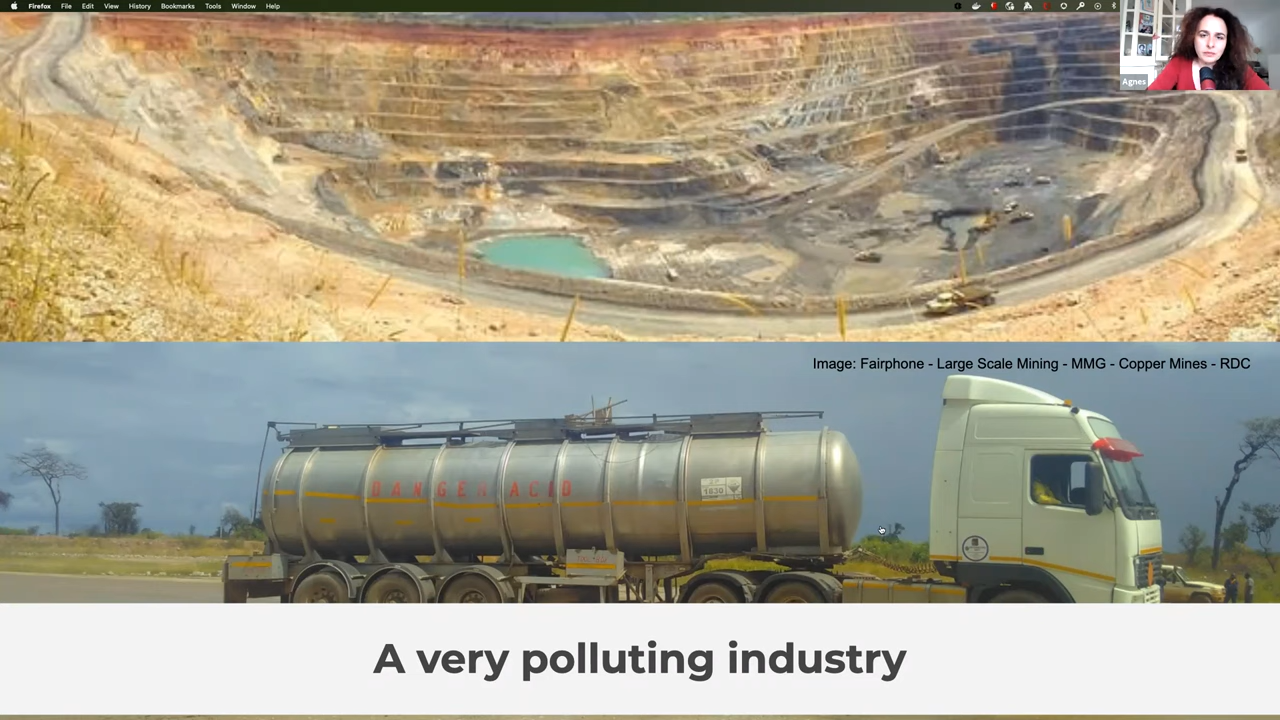 Firefox File Edit View History Bookmarks Tools Window Help
Agnes
Image: Fairphone - Large Scale Mining - MMG - Copper Mines - RDC
DANGER ACID
1830
A very polluting industry